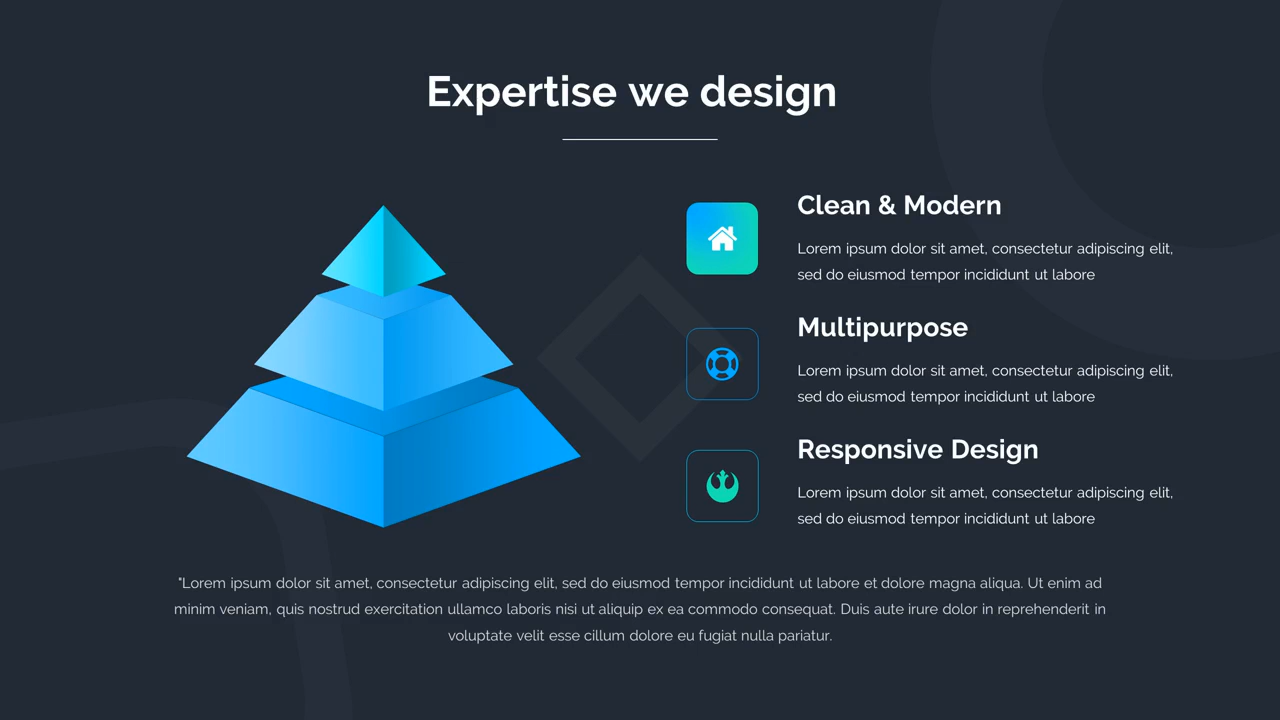 Expertise we design
Clean & Modern
Lorem ipsum dolor sit amet, consectetur adipiscing elit,
sed do eiusmod tempor incididunt ut labore
Multipurpose
Lorem ipsum dolor sit amet, consectetur adipiscing elit,
sed do eiusmod tempor incididunt ut labore
Responsive Design
Lorem ipsum dolor sit amet, consectetur adipiscing elit,
sed do eiusmod tempor incididunt ut labore
"Lorem ipsum dolor sit amet, consectetur adipiscing elit, sed do eiusmod tempor incididunt ut labore et dolore magna aliqua. Ut enim ad
minim veniam, quis nostrud exercitation ullamco laboris nisi ut aliquip ex ea commodo consequat. Duis aute irure dolor in reprehenderit in
voluptate velit esse cillum dolore eu fugiat nulla pariatur.